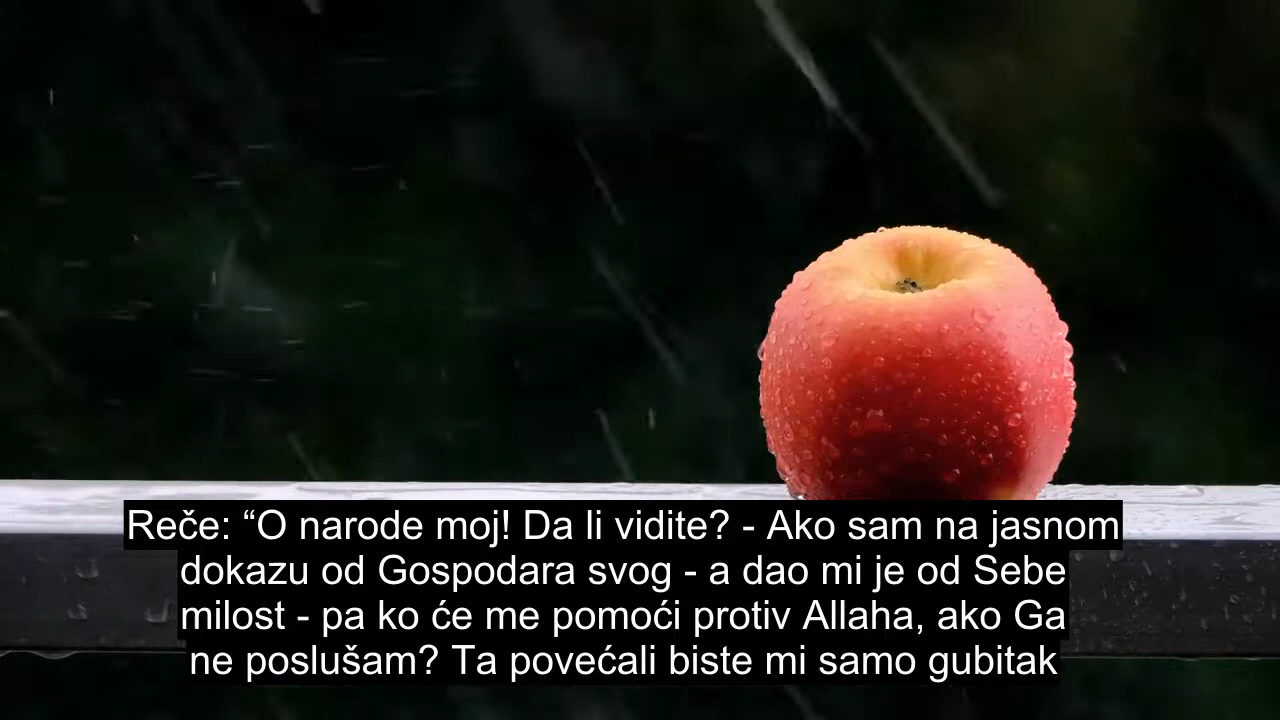 Reče: “O narode moj! Da li vidite? - Ako sam na jasnom
dokazu od Gospodara svog - a dao mi je od Sebe
milost - pa ko će me pomoći protiv Allaha, ako Ga
ne poslušam? Ta povećali biste mi samo gubitak